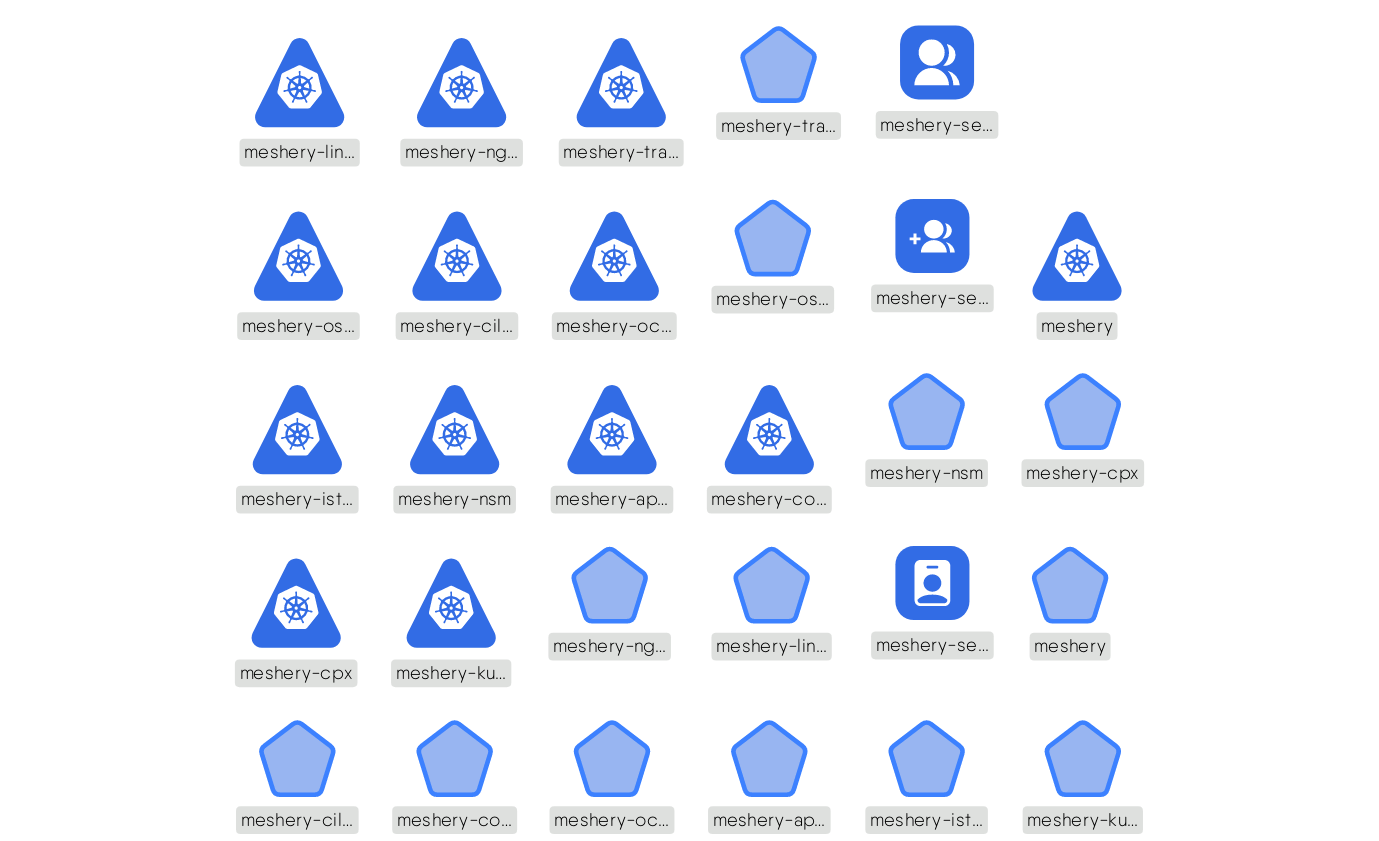 meshery-lin...
meshery-ng...
meshery-tra...
meshery-tra...
meshery-se...
meshery-os...
meshery-cil...
meshery-oc...
meshery-os...
meshery-se...
meshery
meshery-ist...
meshery-nsm
meshery-ap...
meshery-co...
meshery-nsm
meshery-cpx
meshery-cpx
meshery-ku...
meshery-ng...
meshery-lin...
meshery-se...
meshery
meshery-cil...
meshery-co...
meshery-oc...
meshery-ap...
meshery-ist...
meshery-ku...